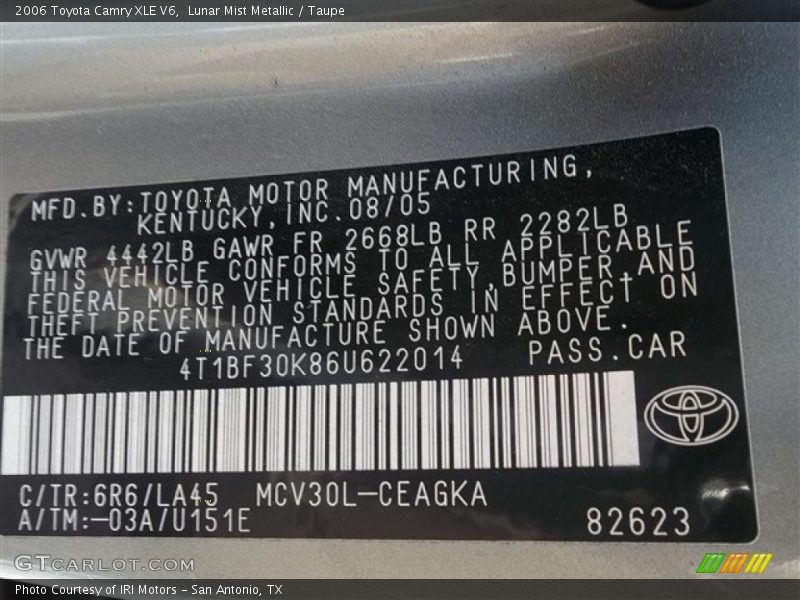 2006 Toyota Camry XLE V6,  Lunar Mist Metallic / Taupe
MFD.BY:TOYOTA MOTOR MANUFACTURING,
KENTUCKY,INC.08/05
GVWR 4442LB GAWR FR 2668LB RR 2282LB
THIS VEHICLE CONFORMS TO ALL APPLICABLE
FEDERAL MOTOR VEHICLE SAFETY,BUMPER,AND
THEFT PREVENTION STANDARDS IN EFFECT ON
THE DATE OF MANUFACTURE SHOWN ABOVE.
4T1BF30K86U622014 PASS.CAR
C/TR:6R6/LA45 MCV30L-CEAGKA
A/TM:-03A/U151E 82623
GTCARLOT.COM
Photo Courtesy of IRI Motors - San Antonio, TX